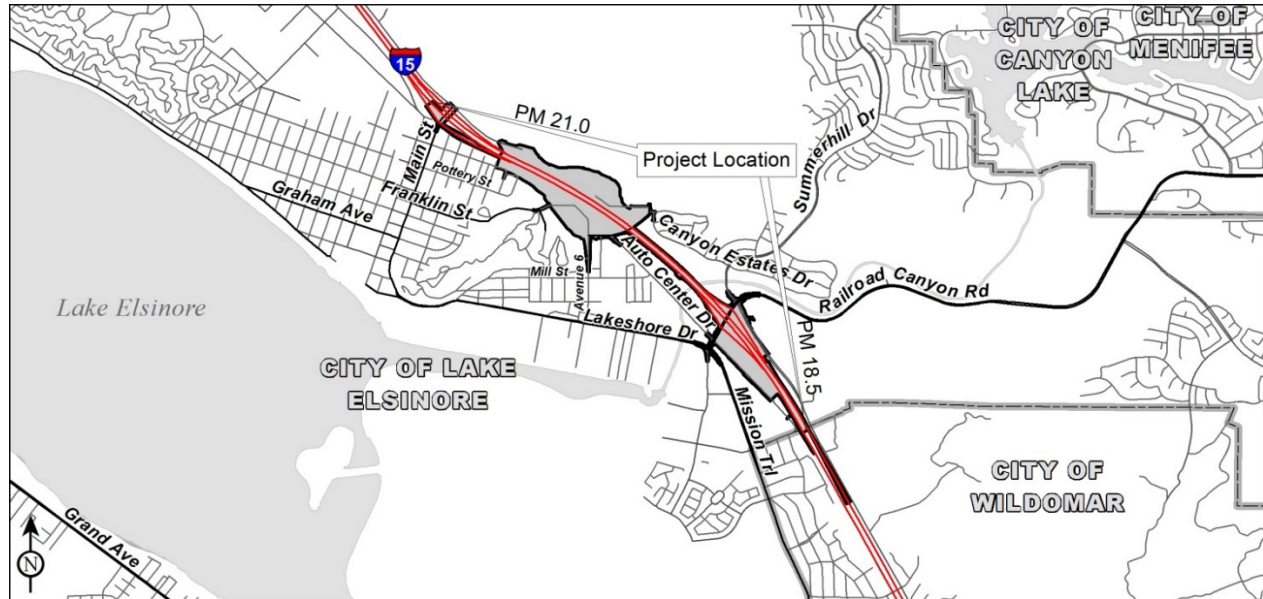 CITY OF
CANYON
LAKE
CITY OF
MENIFEE
15
PM 21.0
Project Location
Summerhill Dr
Main St
Pottery St
Franklin St
Graham Ave
Canyon Estates Dr
Auto Center Dr
Mill St
Avenue 6
Railroad Canyon Rd
Lake Elsinore
Lakeshore Dr
PM 18.5
CITY OF LAKE
ELSINORE
Mission Trl
CITY OF
WILDOMAR
Grand Ave
N